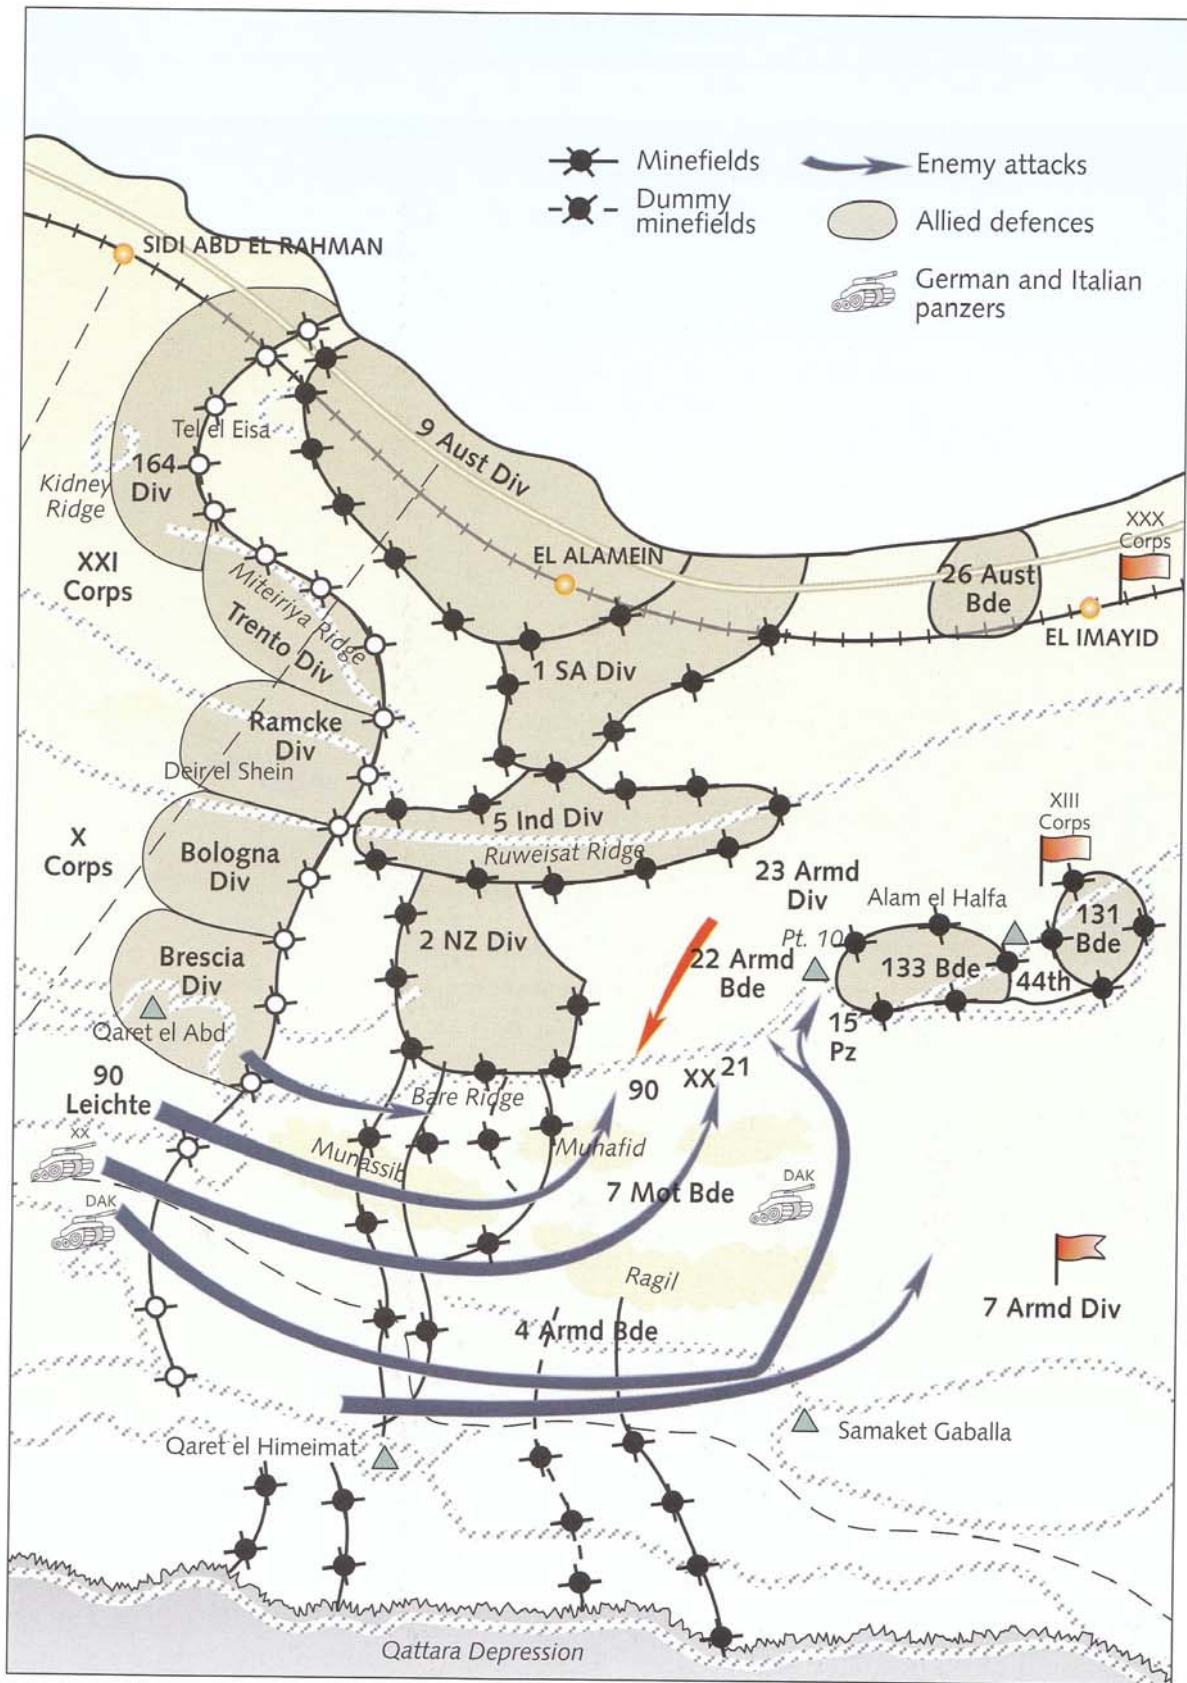 Minefields
Dummy
minefields
Enemy attacks
Allied defences
German and Italian
panzers
SIDI ABD EL RAHMAN
Tel el Eisa
9 Aust Div
164
Div
Kidney
Ridge
XXI
Corps
Miteiriya Ridge
Trento Div
EL ALAMEIN
XXX
Corps
26 Aust
Bde
EL IMAYID
1 SA Div
Ramcke
Div
Deir el Shein
5 Ind Div
Ruweisat Ridge
X
Corps
Bologna
Div
XIII
Corps
23 Armd
Div
Alam el Halfa
131
Bde
2 NZ Div
Pt. 10
22 Armd
Bde
133 Bde
44th
Brescia
Div
Qaret el Abd
15
Pz
90
Leichte
Bare Ridge
90
XX
21
XX
Munassib
Munafid
7 Mot Bde
DAK
DAK
Ragil
7 Armd Div
4 Armd Bde
Qaret el Himeimat
Samaket Gaballa
Qattara Depression